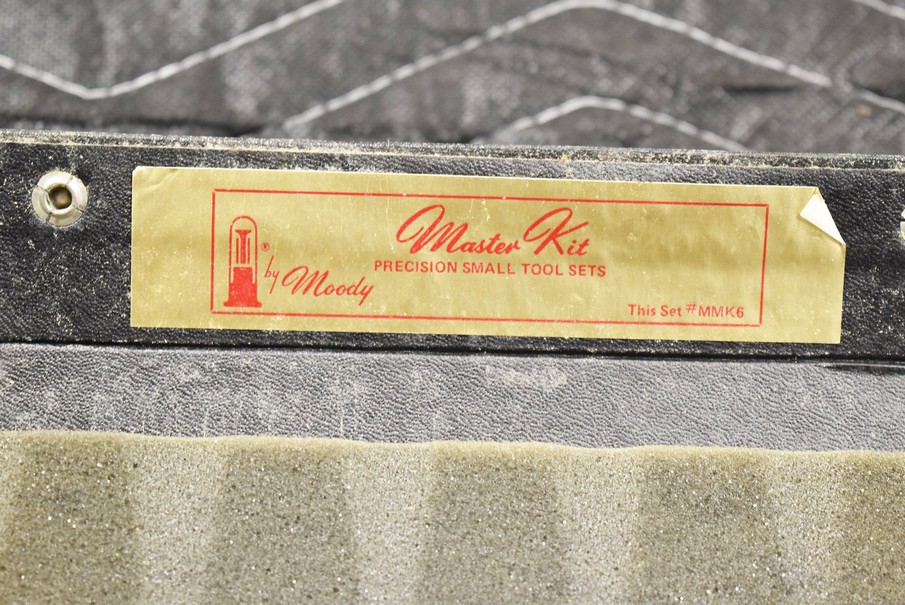 Master Kit
PRECISION SMALL TOOL SETS
® by Moody
This Set #MMK6